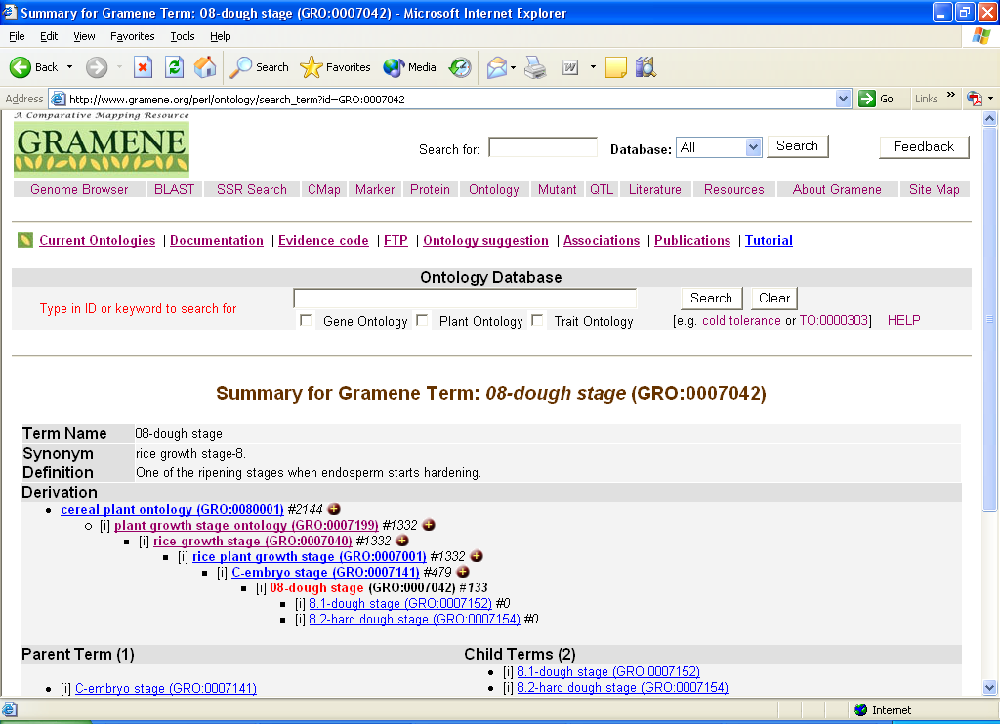 Summary for Gramene Term: 08-dough stage (GRO:0007042) - Microsoft Internet Explorer
File Edit View Favorites Tools Help
Back Search Favorites Media
Address http://www.gramene.org/perl/ontology/search_term?id=GRO:0007042 Go Links »
A Comparative Mapping Resource
GRAMENE
Search for: Database: All Search Feedback
Genome Browser BLAST SSR Search CMap Marker Protein Ontology Mutant QTL Literature Resources About Gramene Site Map
Current Ontologies | Documentation | Evidence code | FTP | Ontology suggestion | Associations | Publications | Tutorial
Ontology Database
Type in ID or keyword to search for Search Clear
Gene Ontology Plant Ontology Trait Ontology [e.g. cold tolerance or TO:0000303] HELP
Summary for Gramene Term: 08-dough stage (GRO:0007042)
Term Name 08-dough stage
Synonym rice growth stage-8.
Definition One of the ripening stages when endosperm starts hardening.
Derivation
cereal plant ontology (GRO:0080001) #2144
[i] plant growth stage ontology (GRO:0007199) #1332
[i] rice growth stage (GRO:0007040) #1332
[i] rice plant growth stage (GRO:0007001) #1332
[i] C-embryo stage (GRO:0007141) #479
[i] 08-dough stage (GRO:0007042) #133
[i] 8.1-dough stage (GRO:0007152) #0
[i] 8.2-hard dough stage (GRO:0007154) #0
Parent Term (1) Child Terms (2)
[i] 8.1-dough stage (GRO:0007152)
[i] C-embryo stage (GRO:0007141) [i] 8.2-hard dough stage (GRO:0007154)
Internet